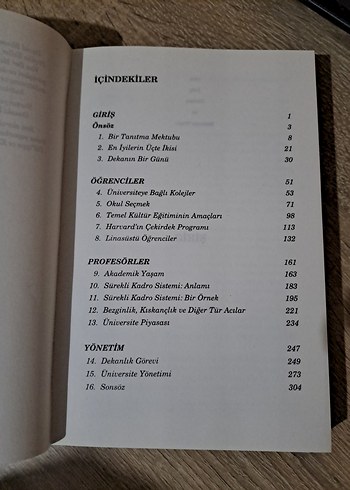 İÇİNDEKİLER
GİRİŞ 1
Önsöz 3
1. Bir Tanıtma Mektubu 8
2. En İyilerin Üçte İkisi 21
3. Dekanın Bir Günü 30
ÖĞRENCİLER 51
4. Üniversiteye Bağlı Kolejler 53
5. Okul Seçmek 71
6. Temel Kültür Eğitiminin Amaçları 98
7. Harvard'ın Çekirdek Programı 113
8. Linasüstü Öğrenciler 132
PROFESÖRLER 161
9. Akademik Yaşam 163
10. Sürekli Kadro Sistemi: Anlamı 183
11. Sürekli Kadro Sistemi: Bir Örnek 195
12. Bezginlik, Kıskançlık ve Diğer Tür Acılar 221
13. Üniversite Piyasası 234
YÖNETİM 247
14. Dekanlık Görevi 249
15. Üniversite Yönetimi 273
16. Sonsöz 304